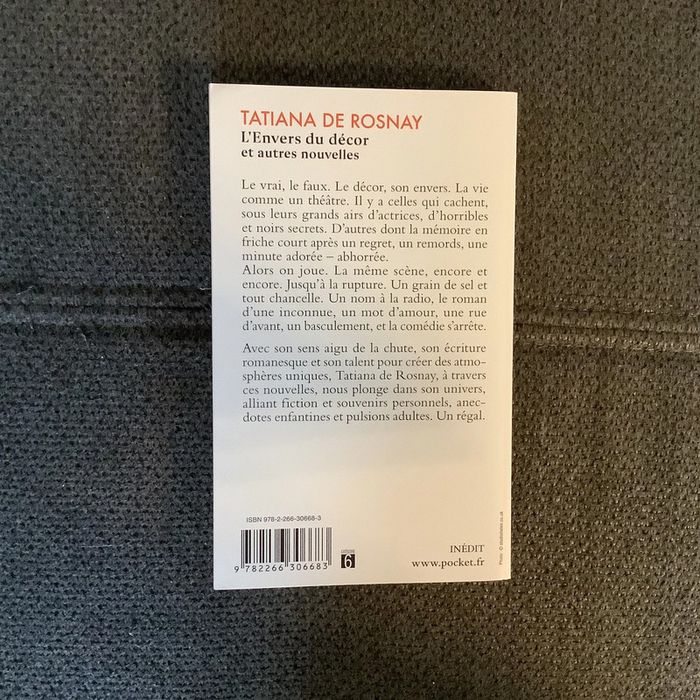 TATIANA DE ROSNAY
L'Envers du décor
et autres nouvelles
Le vrai, le faux. Le décor, son envers. La vie
comme un théâtre. Il y a celles qui cachent,
sous leurs grands airs d'actrices, d'horribles
et noirs secrets. D'autres dont la mémoire en
friche court après un regret, un remords, une
minute adorée – abhorrée.
Alors on joue. La même scène, encore et
encore. Jusqu'à la rupture. Un grain de sel et
tout chancelle. Un nom à la radio, le roman
d'une inconnue, un mot d'amour, une rue
d'avant, un basculement, et la comédie s'arrête.
Avec son sens aigu de la chute, son écriture
romanesque et son talent pour créer des atmo-
sphères uniques, Tatiana de Rosnay, à travers
ces nouvelles, nous plonge dans son univers,
alliant fiction et souvenirs personnels, anec-
dotes enfantines et pulsions adultes. Un régal.
ISBN 978-2-266-30668-3
9 782266 306683
6
INÉDIT
www.pocket.fr